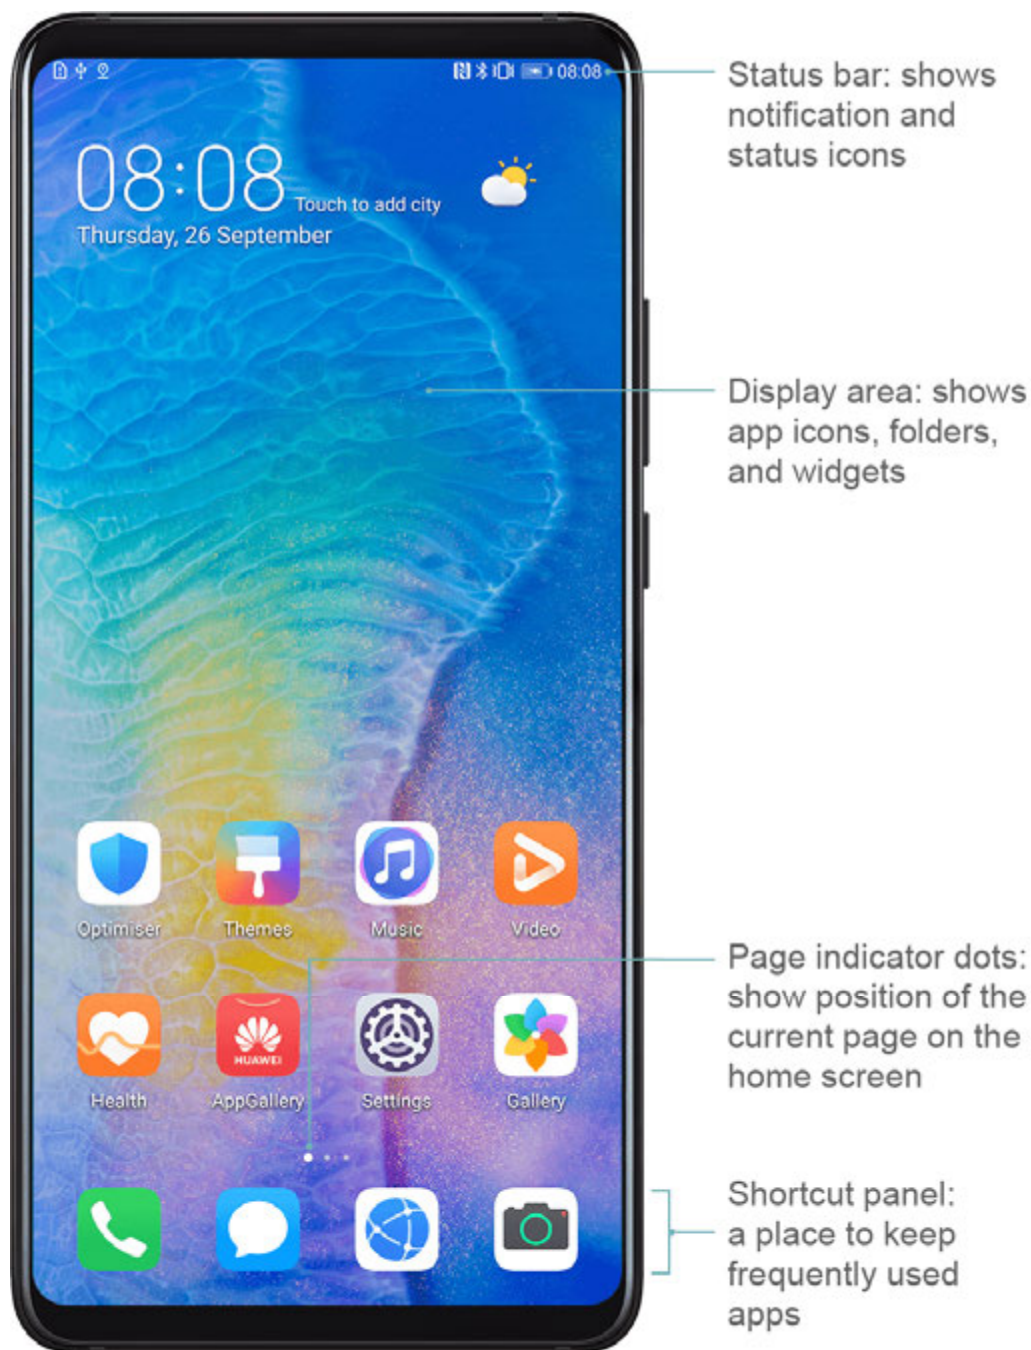 08:08
Status bar: shows
notification and
status icons
08:08
Touch to add city
Thursday, 26 September
Display area: shows
app icons, folders,
and widgets
Optimiser
Themes
Music
Video
Page indicator dots:
show position of the
current page on the
home screen
HUAWEI
Health
AppGallery
Settings
Gallery
Shortcut panel:
a place to keep
frequently used
apps